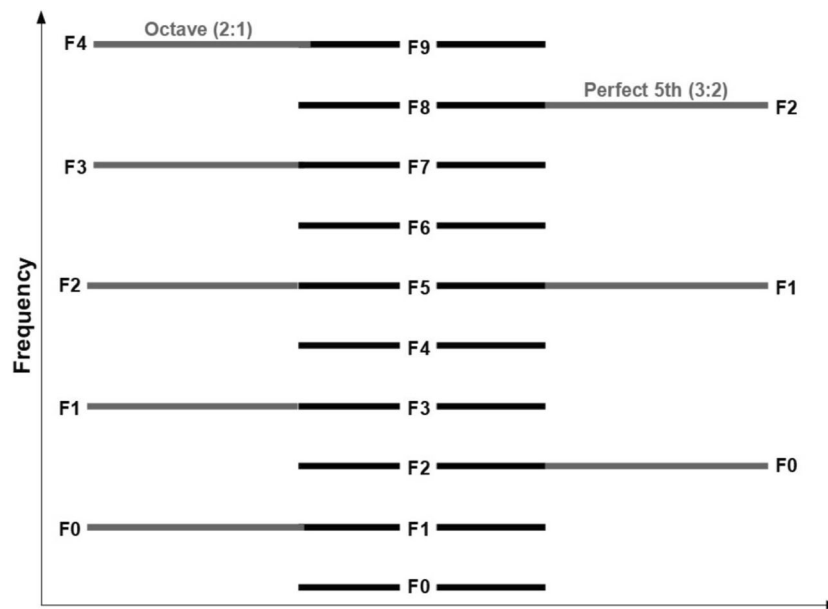 Octave (2:1)
F4
F9
Perfect 5th (3:2)
F8
F2
F3
F7
F6
F2
F5
F1
Frequency
F4
F1
F3
F2
F0
F0
F1
F0